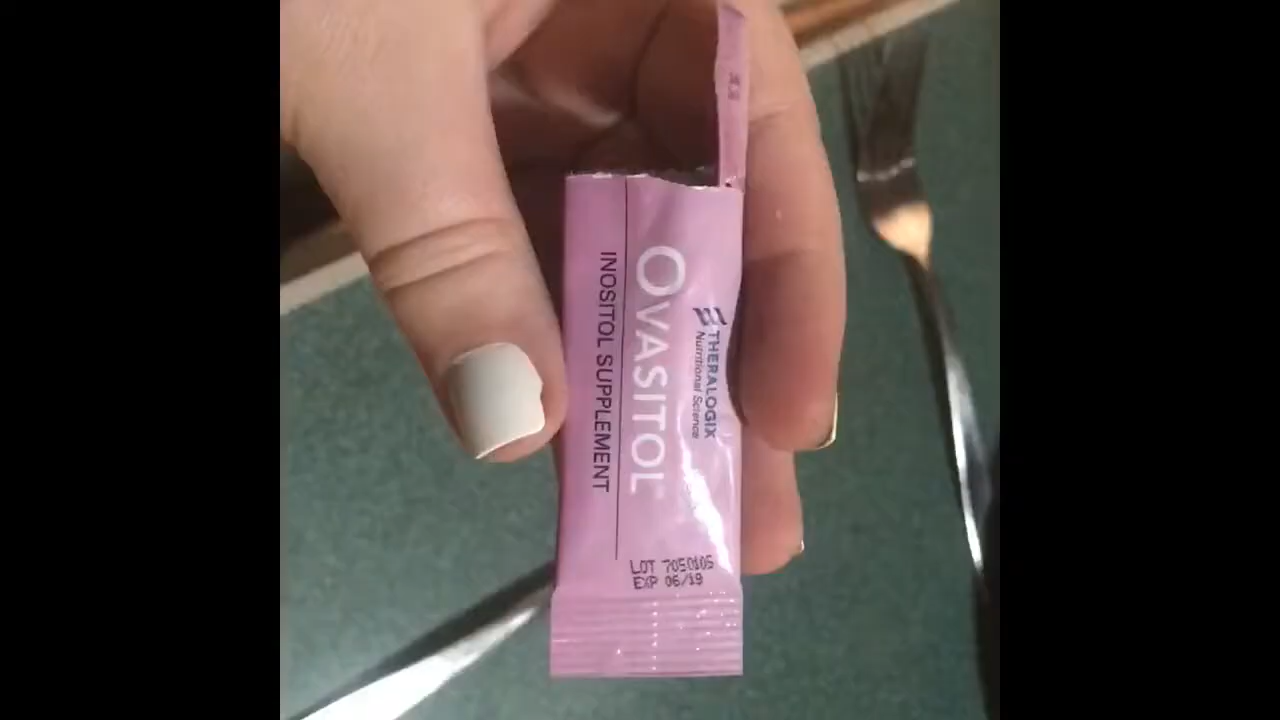 THERALOGIX
Nutritional Science
OVASITOL
INOSITOL SUPPLEMENT
LOT 7050105
EXP 06/19